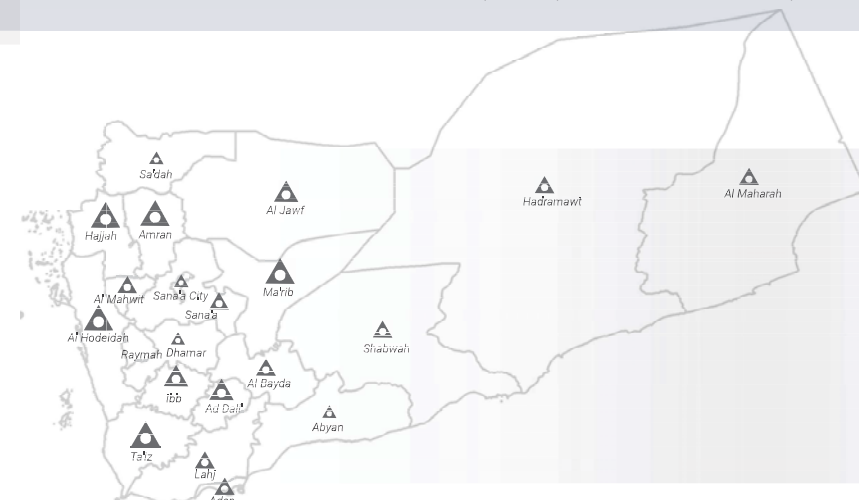 Sa'dah
Al Jawf
Hadramawt
Al Maharah
Hajjah
Amran
Ma'rib
Al Mahwit
Sana'a City
Sana'a
Al Hodeidah
Raymah
Dhamar
Shabwah
Al Bayda
Ibb
Ad Dali'
Abyan
Ta'iz
Lahj
Aden